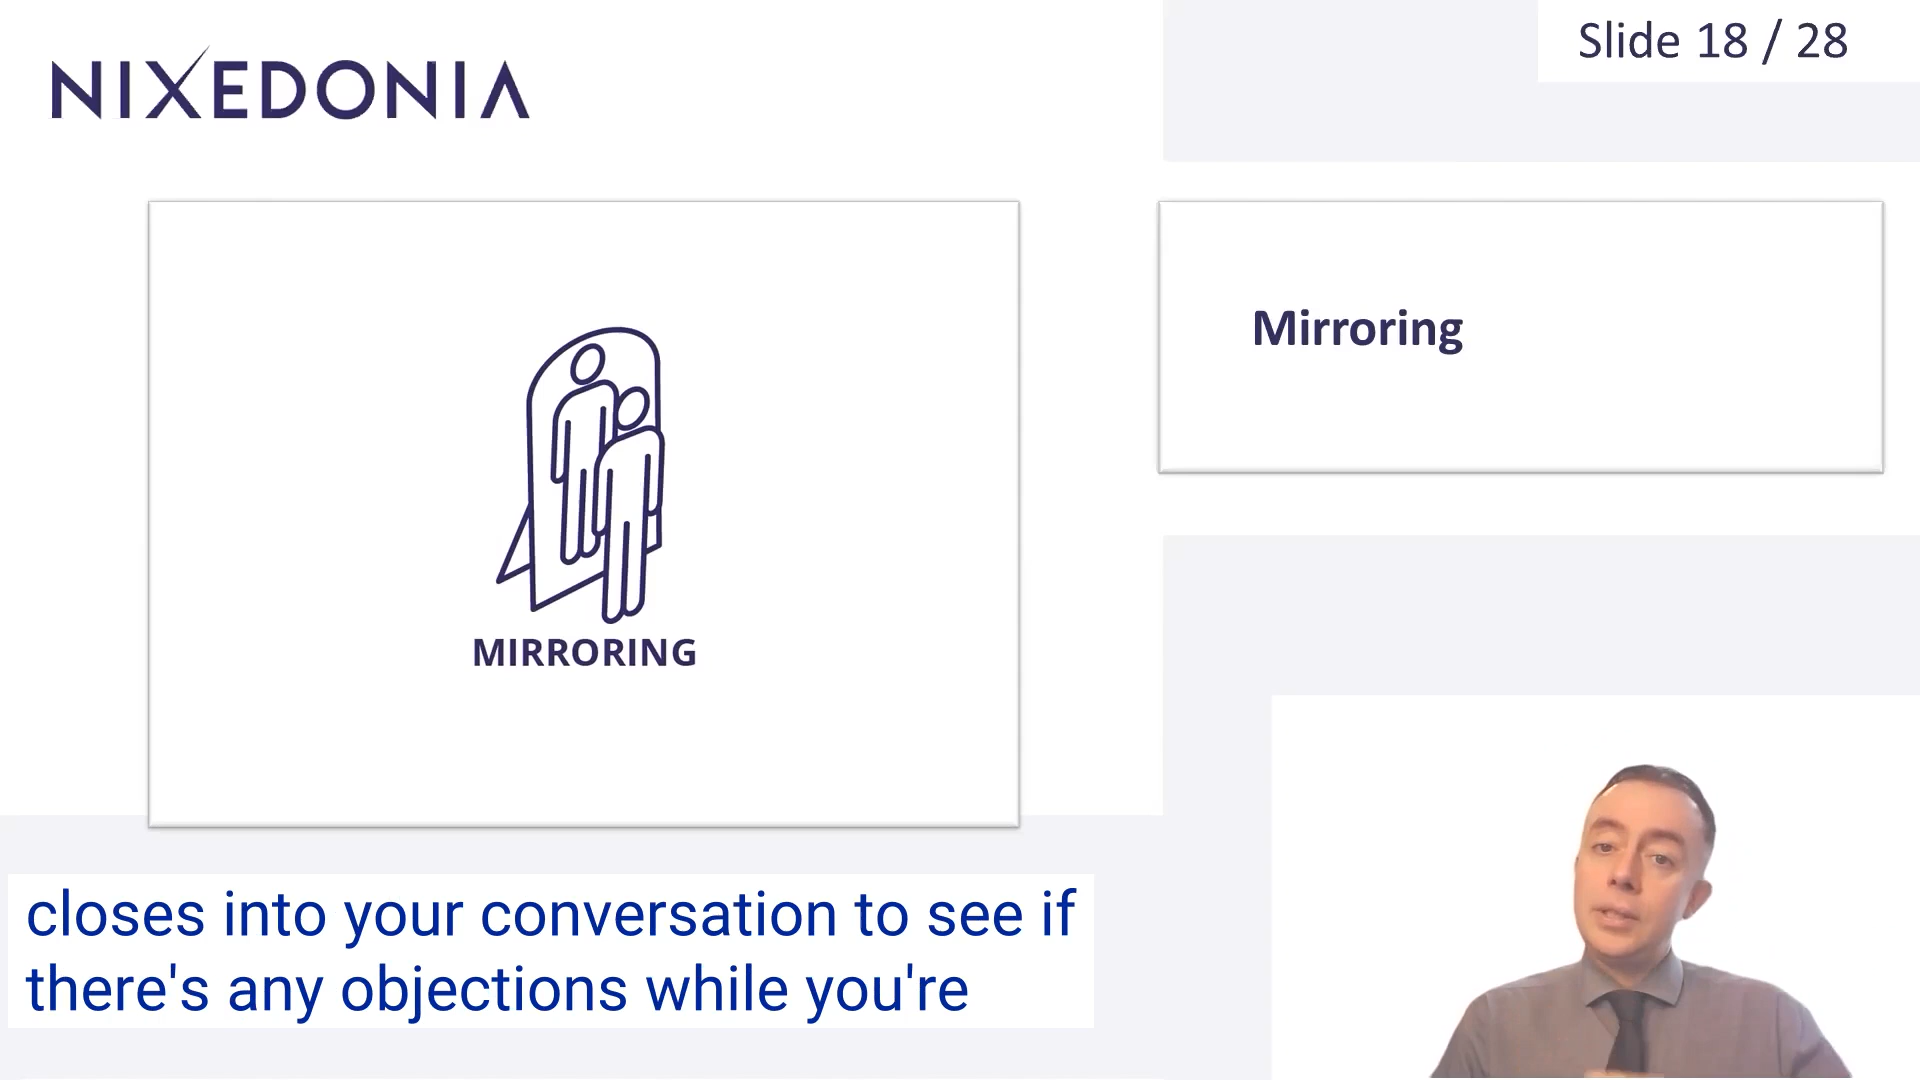 NIXEDONIA
Slide 18 / 28
Mirroring
MIRRORING
closes into your conversation to see if
there's any objections while you're